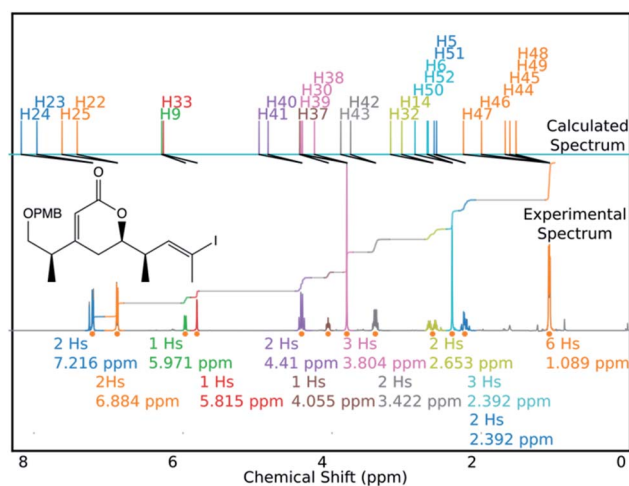 H5
H51
H38 H6 H48
H30 H52 H49
H23 H22 H33 H40 H39 H42 H50 H14 H45 H46 H44
H24 H25 H9 H41 H37 H43 H32 H47
Calculated
Spectrum
O
OPMB
O
I
Experimental
Spectrum
2 Hs 1 Hs 2 Hs 3 Hs 2 Hs 6 Hs
7.216 ppm 5.971 ppm 4.41 ppm 3.804 ppm 2.653 ppm 1.089 ppm
2Hs 1 Hs 1 Hs 2 Hs 3 Hs
6.884 ppm 5.815 ppm 4.055 ppm 3.422 ppm 2.392 ppm
2 Hs
2.392 ppm
8 6 4 2 0
Chemical Shift (ppm)